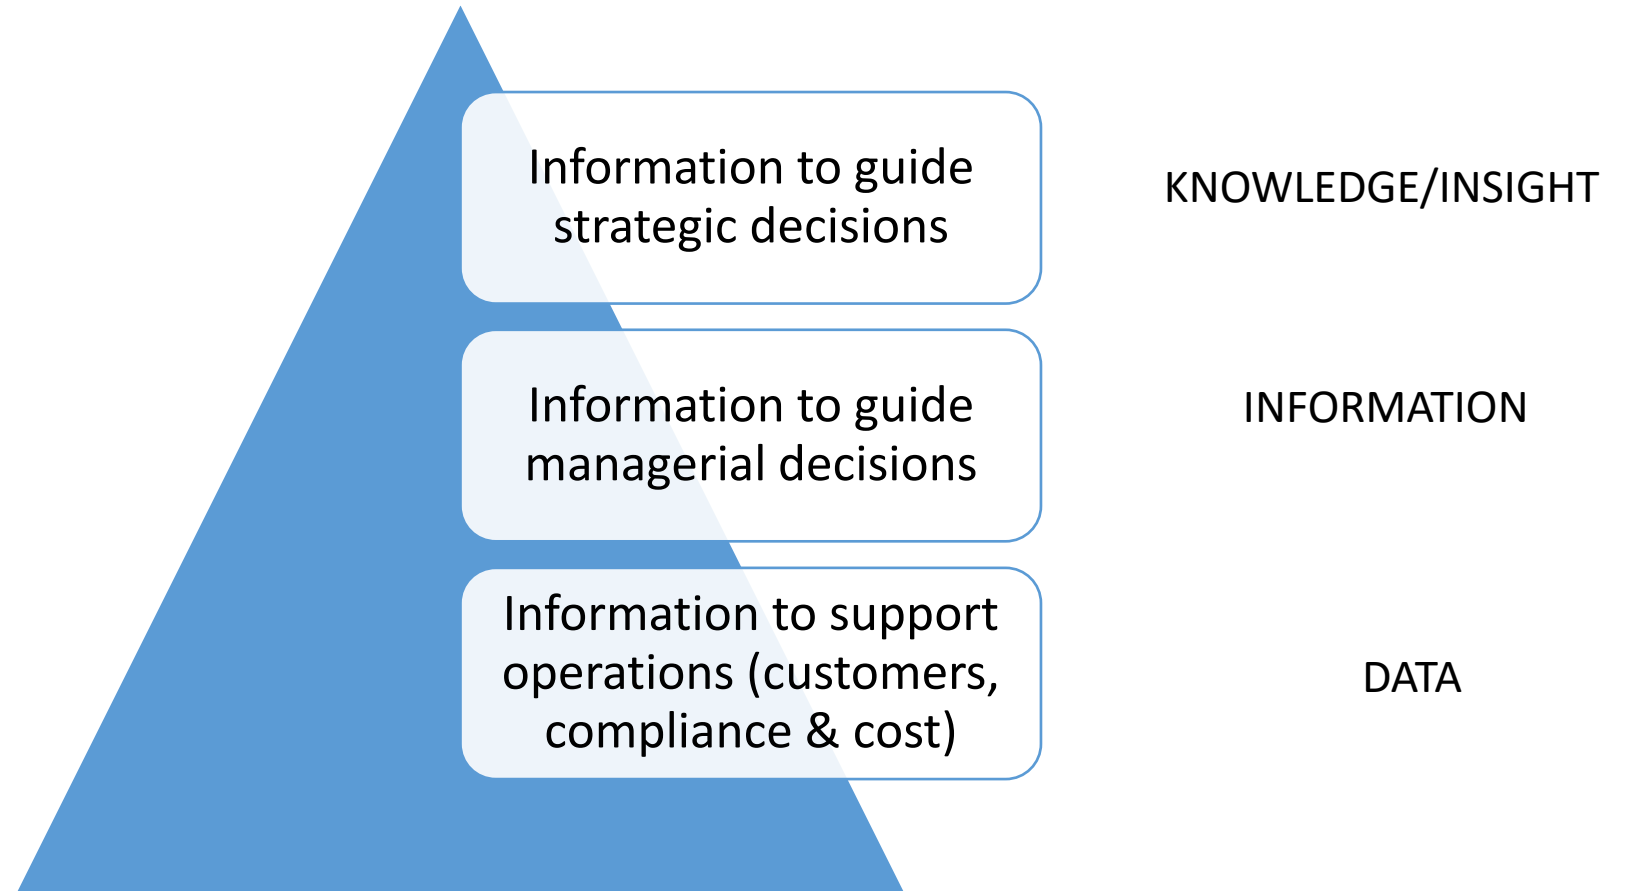 Information to guide
strategic decisions
KNOWLEDGE/INSIGHT
Information to guide
managerial decisions
INFORMATION
Information to support
operations (customers,
compliance & cost)
DATA